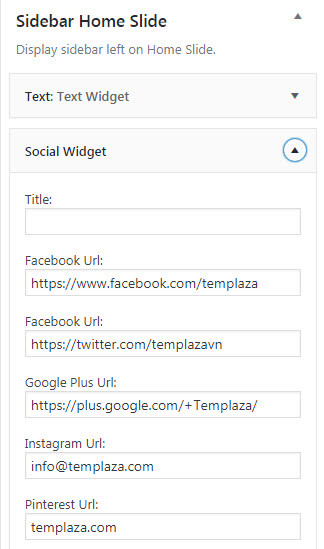 Sidebar Home Slide
Display sidebar left on Home Slide.
Text: Text Widget
Social Widget
Title:
Facebook Url:
https://www.facebook.com/templaza
Facebook Url:
https://twitter.com/templazavn
Google Plus Url:
https://plus.google.com/+Templaza/
Instagram Url:
info@templaza.com
Pinterest Url:
templaza.com